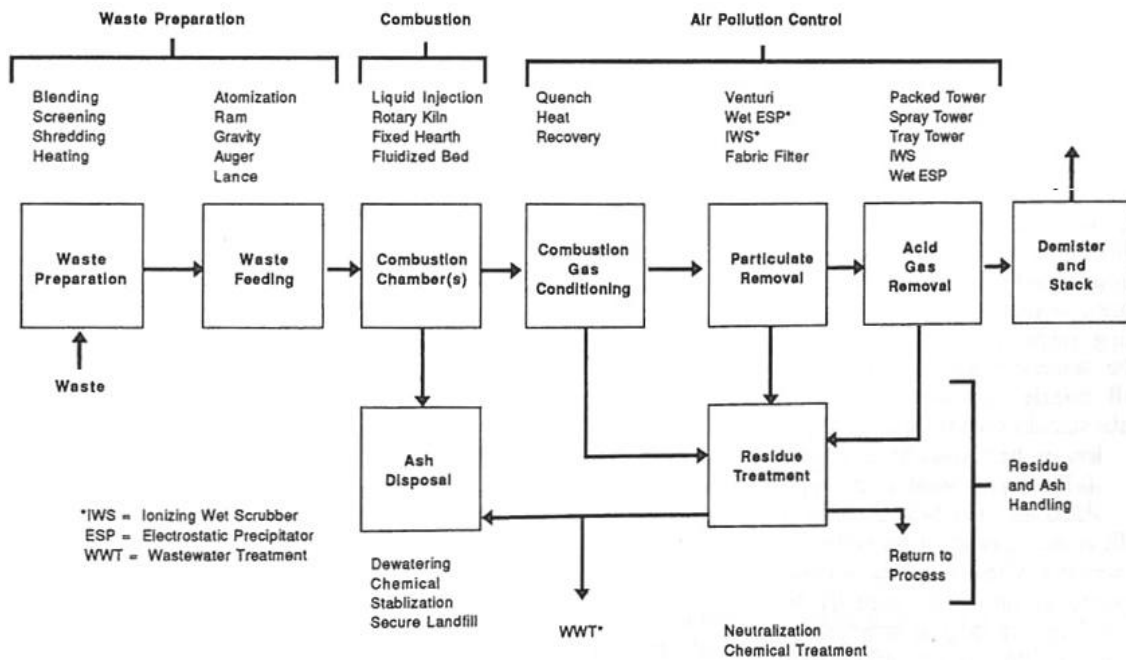 Waste Preparation
Combustion
Air Pollution Control
Blending
Screening
Shredding
Heating
Atomization
Ram
Gravity
Auger
Lance
Liquid Injection
Rotary Kiln
Fixed Hearth
Fluidized Bed
Quench
Heat
Recovery
Venturi
Wet ESP*
IWS*
Fabric Filter
Packed Tower
Spray Tower
Tray Tower
IWS
Wet ESP
Waste
Preparation
Waste
Feeding
Combustion
Chamber(s)
Combustion
Gas
Conditioning
Particulate
Removal
Acid
Gas
Removal
Demister
and
Stack
Waste
Ash
Disposal
Residue
Treatment
Residue
and Ash
Handling
*IWS = Ionizing Wet Scrubber
ESP = Electrostatic Precipitator
WWT = Wastewater Treatment
Dewatering
Chemical
Stablization
Secure Landfill
WWT*
Return to
Process
Neutralization
Chemical Treatment